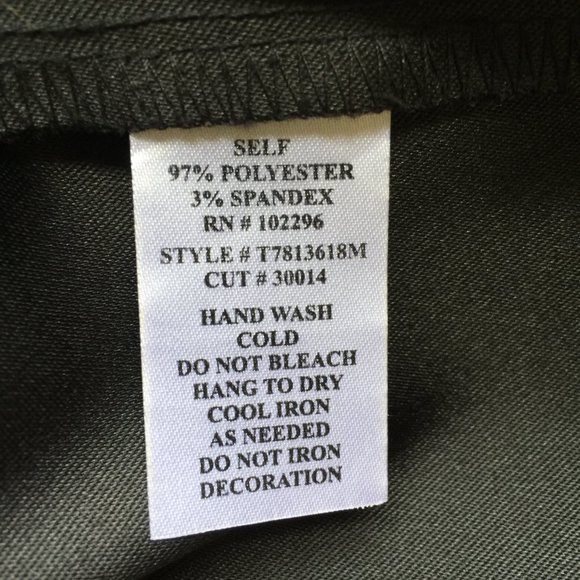 SELF
97% POLYESTER
3% SPANDEX
RN # 102296
STYLE # T7813618M
CUT # 30014
HAND WASH
COLD
DO NOT BLEACH
HANG TO DRY
COOL IRON
AS NEEDED
DO NOT IRON
DECORATION